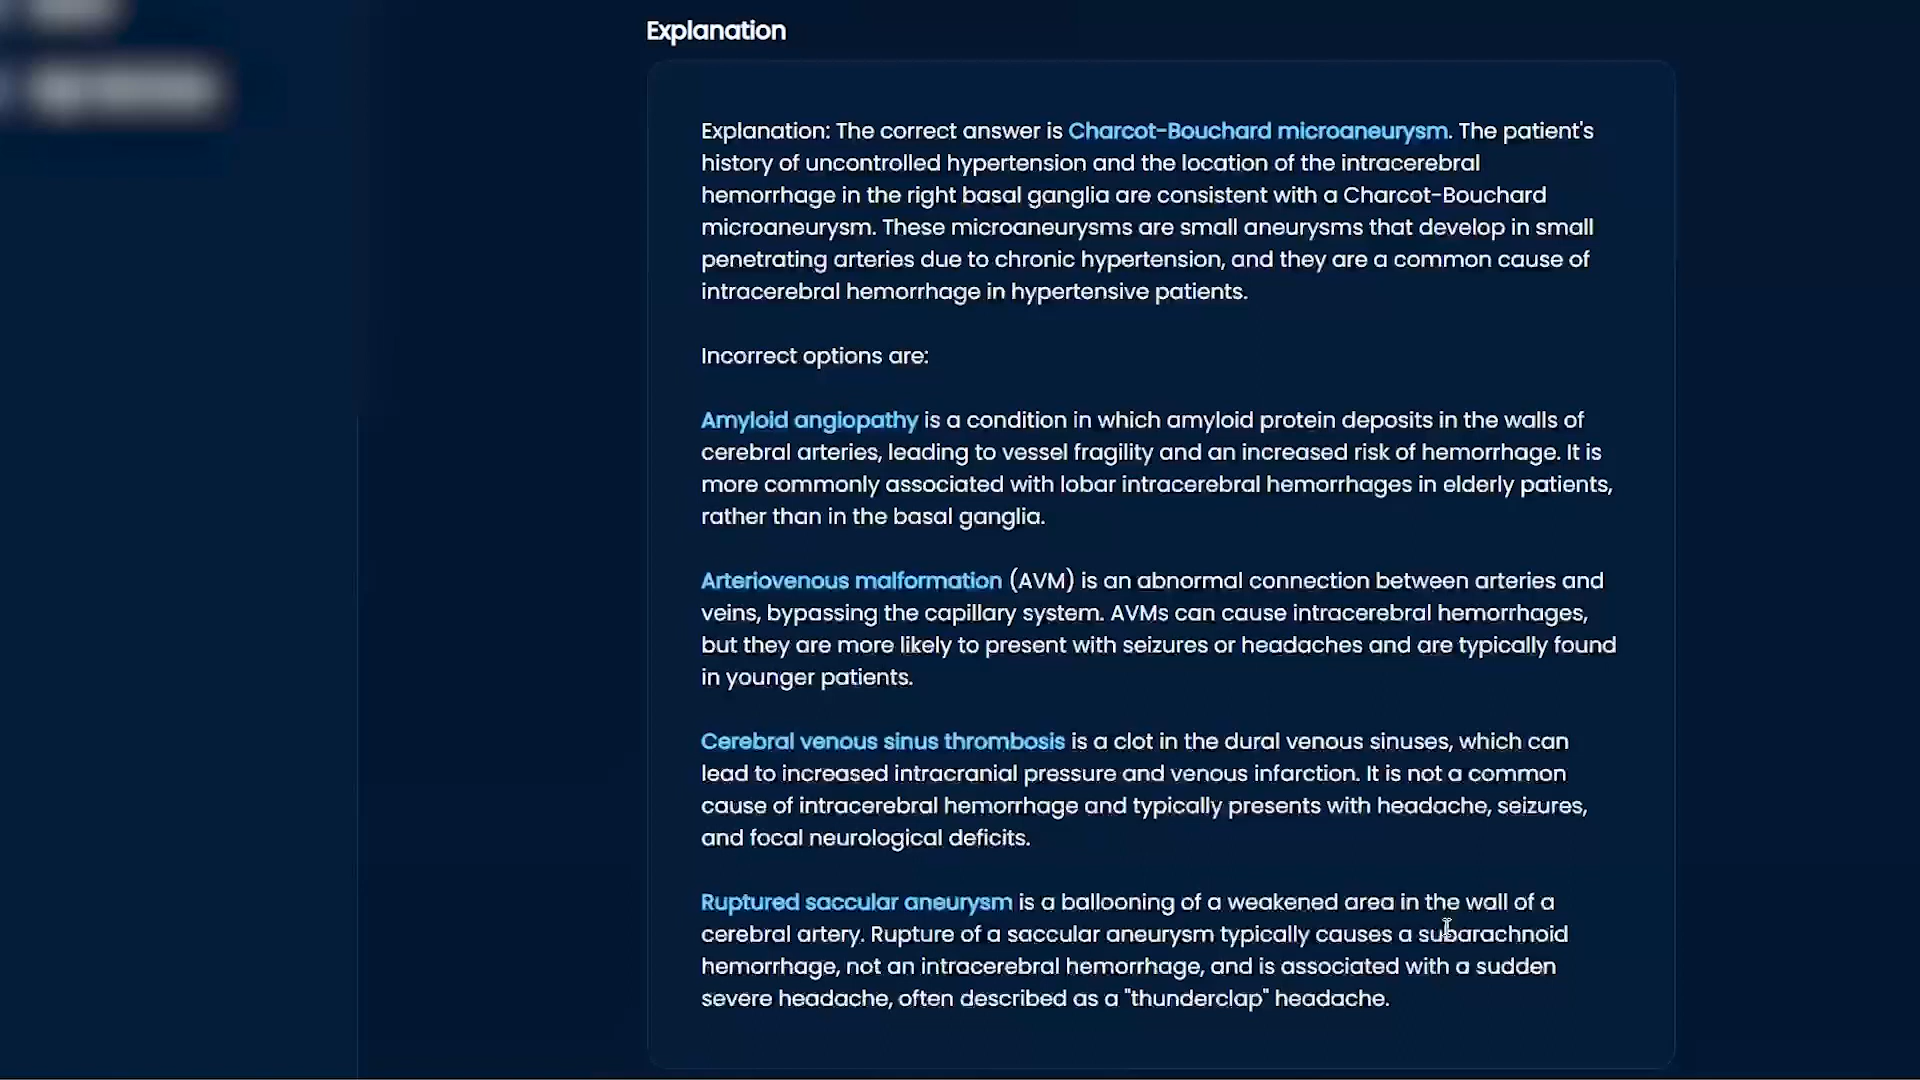 Explanation
Explanation: The correct answer is Charcot-Bouchard microaneurysm. The patient's
history of uncontrolled hypertension and the location of the intracerebral
hemorrhage in the right basal ganglia are consistent with a Charcot-Bouchard
microaneurysm. These microaneurysms are small aneurysms that develop in small
penetrating arteries due to chronic hypertension, and they are a common cause of
intracerebral hemorrhage in hypertensive patients.
Incorrect options are:
Amyloid angiopathy is a condition in which amyloid protein deposits in the walls of
cerebral arteries, leading to vessel fragility and an increased risk of hemorrhage. It is
more commonly associated with lobar intracerebral hemorrhages in elderly patients,
rather than in the basal ganglia.
Arteriovenous malformation (AVM) is an abnormal connection between arteries and
veins, bypassing the capillary system. AVMs can cause intracerebral hemorrhages,
but they are more likely to present with seizures or headaches and are typically found
in younger patients.
Cerebral venous sinus thrombosis is a clot in the dural venous sinuses, which can
lead to increased intracranial pressure and venous infarction. It is not a common
cause of intracerebral hemorrhage and typically presents with headache, seizures,
and focal neurological deficits.
Ruptured saccular aneurysm is a ballooning of a weakened area in the wall of a
cerebral artery. Rupture of a saccular aneurysm typically causes a subarachnoid
hemorrhage, not an intracerebral hemorrhage, and is associated with a sudden
severe headache, often described as a "thunderclap" headache.